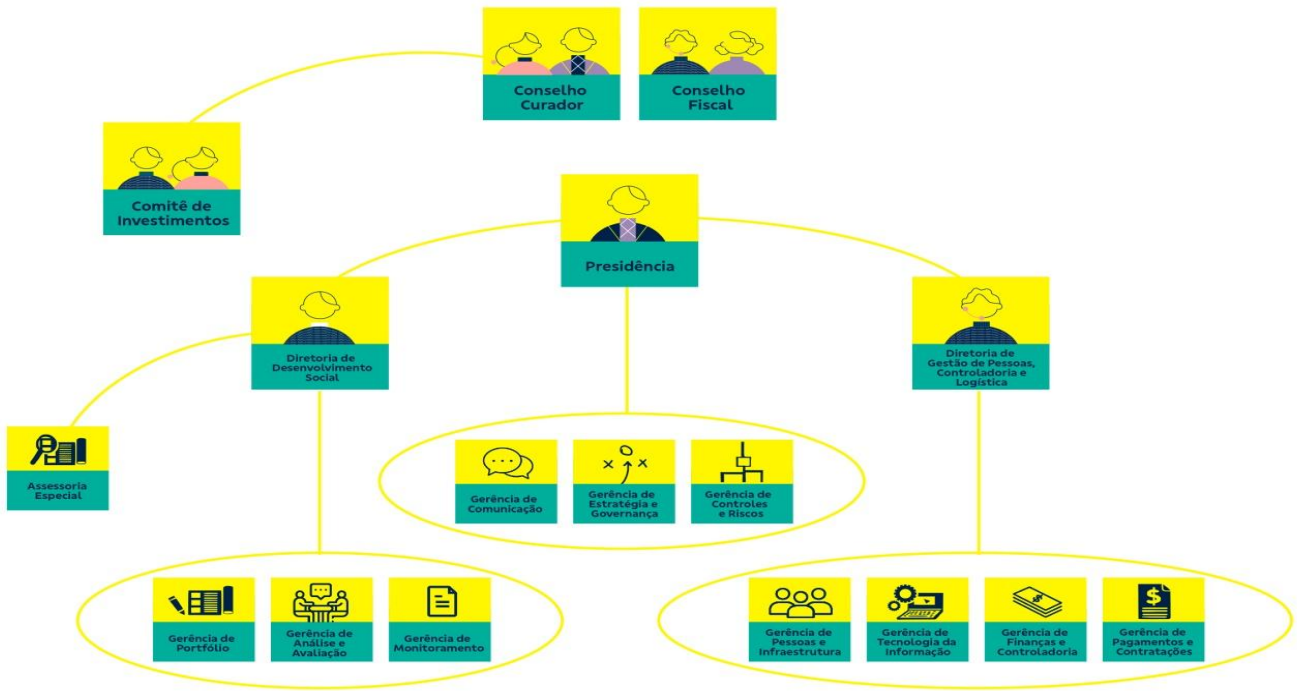 Conselho
Curador
Conselho
Fiscal
Comitê de
Investimentos
Presidência
Diretoria de
Desenvolvimento
Social
Diretoria de
Gestão de Pessoas,
Controladoria e
Logística
Assessoria
Especial
Gerência de
Comunicação
Gerência de
Estratégia e
Governança
Gerência de
Controles
e Riscos
Gerência de
Portfólio
Gerência de
Análise e
Avaliação
Gerência de
Monitoramento
Gerência de
Pessoas e
Infraestrutura
Gerência de
Tecnologia da
Informação
Gerência de
Finanças e
Controladoria
Gerência de
Pagamentos e
Contratações